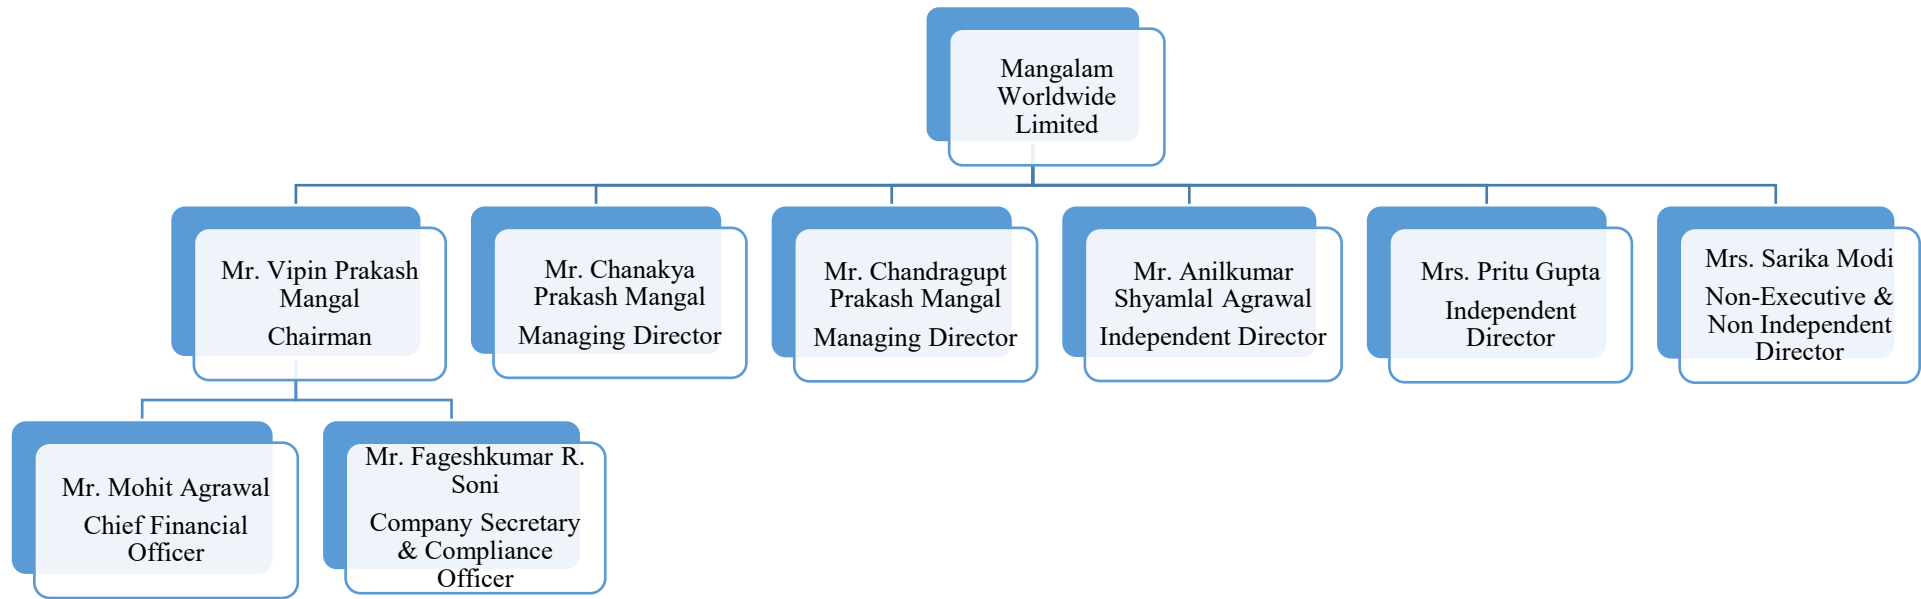 Mangalam
Worldwide
Limited
Mr. Vipin Prakash
Mangal
Chairman
Mr. Chanakya
Prakash Mangal
Managing Director
Mr. Chandragupt
Prakash Mangal
Managing Director
Mr. Anilkumar
Shyamlal Agrawal
Independent Director
Mrs. Pritu Gupta
Independent
Director
Mrs. Sarika Modi
Non-Executive &
Non Independent
Director
Mr. Mohit Agrawal
Chief Financial
Officer
Mr. Fageshkumar R.
Soni
Company Secretary
& Compliance
Officer